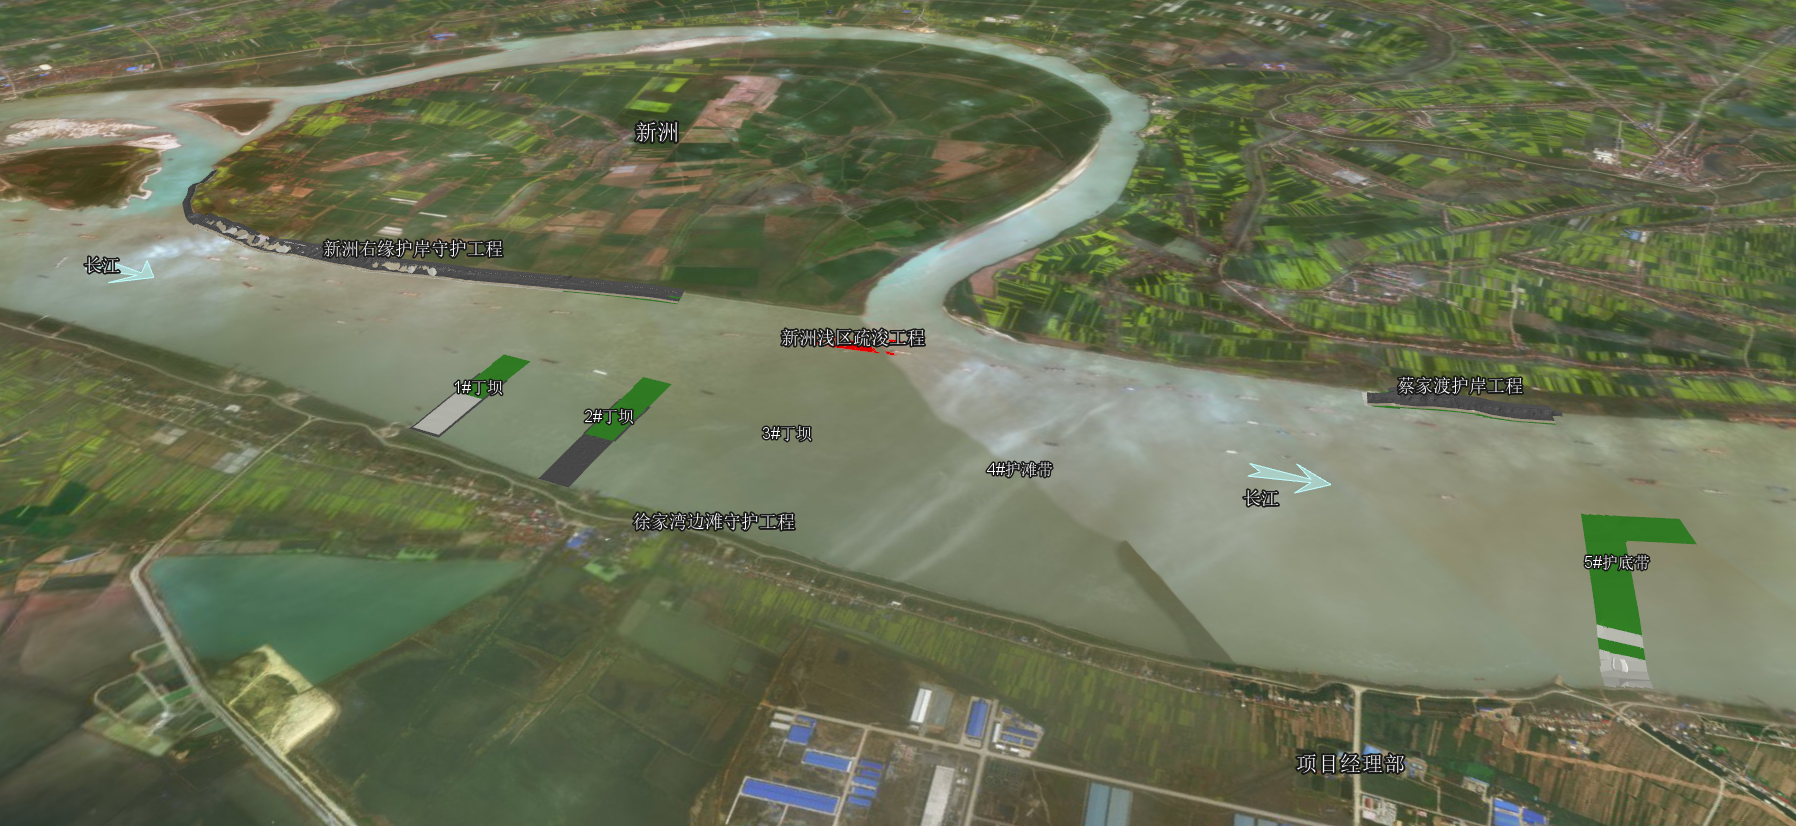 新洲
新洲右缘护岸守护工程
长江
新洲浅区疏浚工程
蔡家渡护岸工程
1#丁坝
2#丁坝
3#丁坝
4#护滩带
长江
徐家湾边滩守护工程
5#护底带
项目经理部